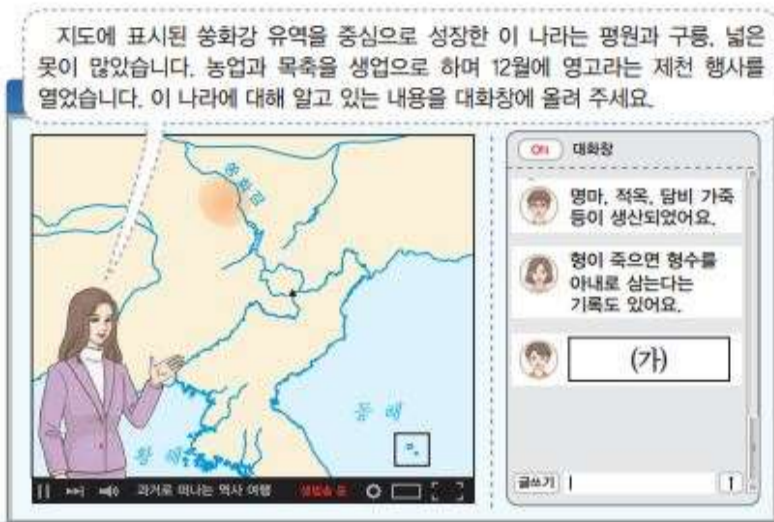 지도에 표시된 쑹화강 유역을 중심으로 성장한 이 나라는 평원과 구릉, 넓은
못이 많았습니다. 농업과 목축을 생업으로 하며 12월에 영고라는 제천 행사를
열었습니다. 이 나라에 대해 알고 있는 내용을 대화창에 올려 주세요.
쑹화강
동해
황해
과거로 떠나는 역사 여행 생방송 중
ON 대화창
명마, 적옥, 담비 가죽
등이 생산되었어요.
형이 죽으면 형수를
아내로 삼는다는
기록도 있어요.
(가)
글쓰기